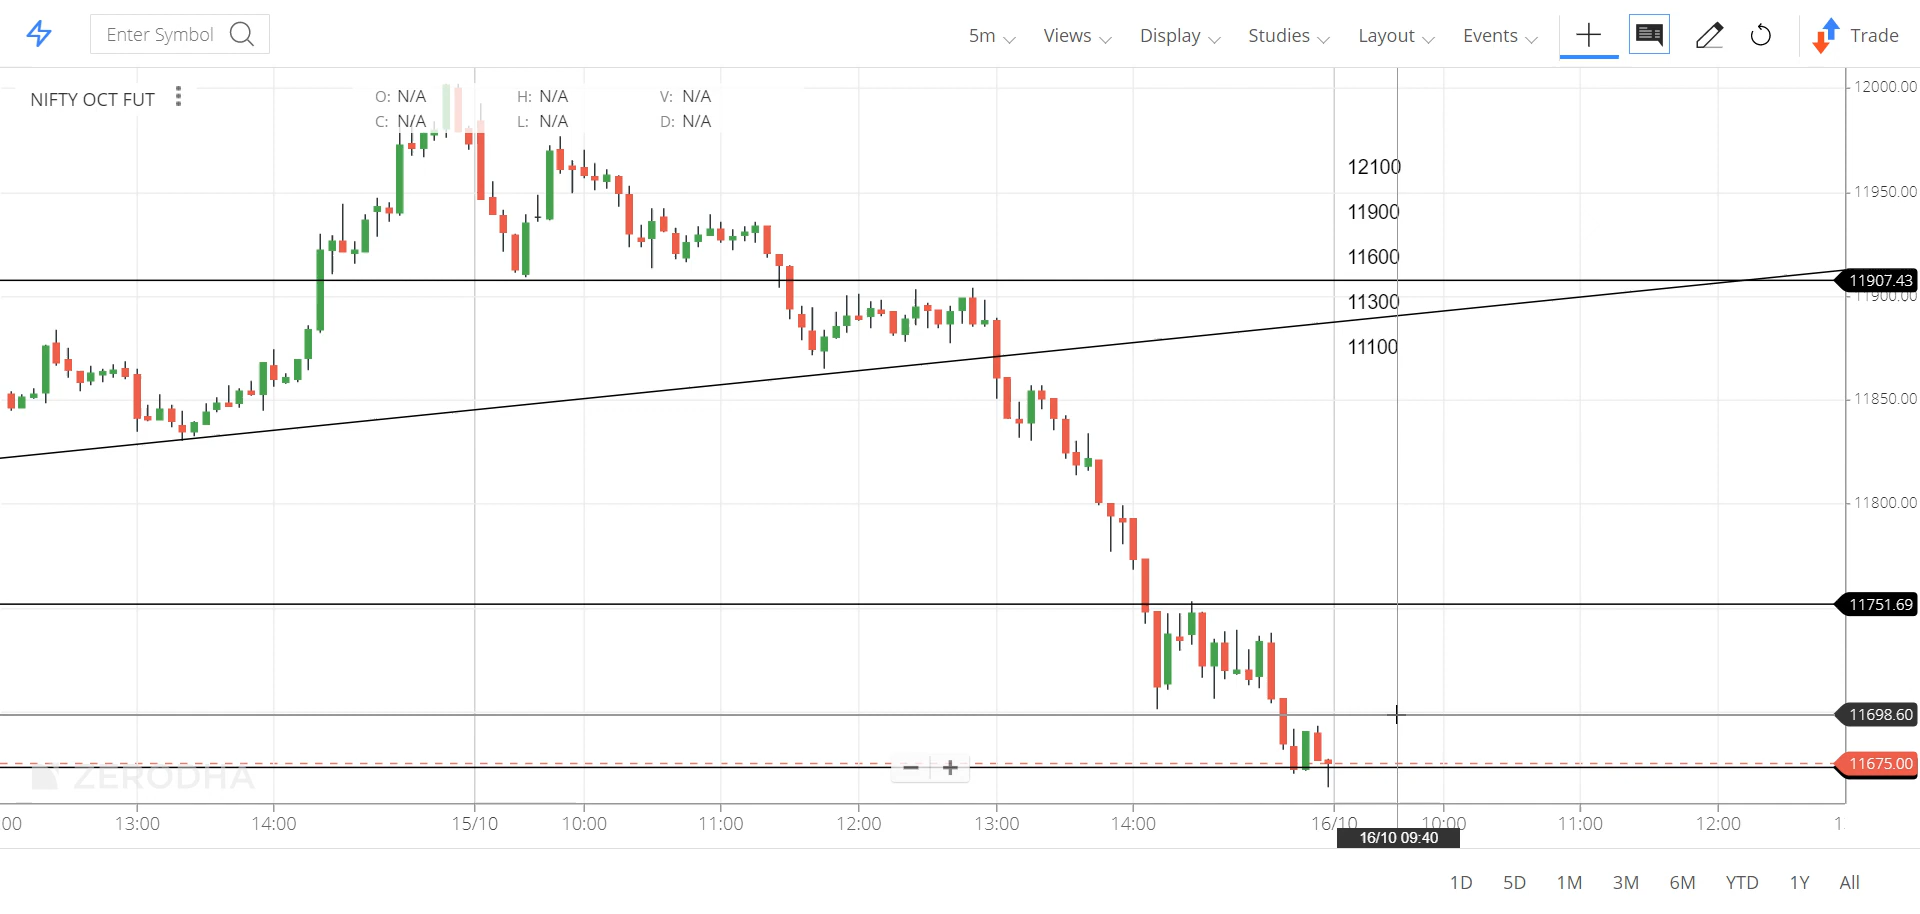 Enter Symbol 5m Views Display Studies Layout Events Trade
NIFTY OCT FUT O: N/A H: N/A V: N/A
C: N/A L: N/A D: N/A
12000.00
12100
11950.00
11900
11600
11907.43
11900.00
11300
11100
11850.00
11800.00
11751.69
11698.60
11675.00
ZERODHA
:00 13:00 14:00 15/10 10:00 11:00 12:00 13:00 14:00 16/10 10:00 11:00 12:00 1
16/10 09:40
1D 5D 1M 3M 6M YTD 1Y All